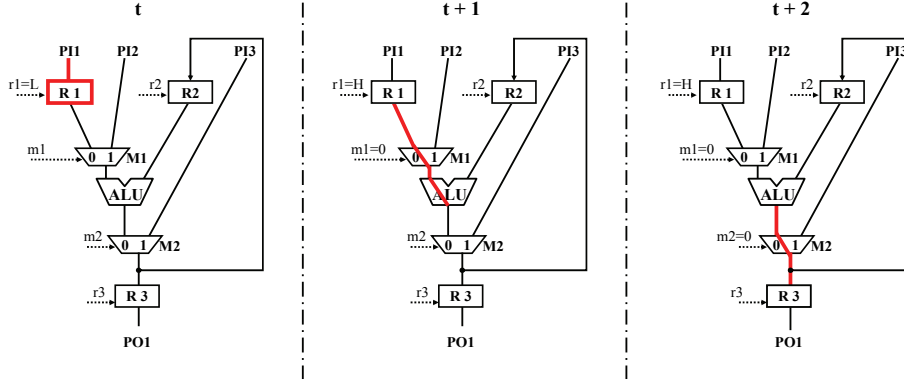 t
PI1 PI2 PI3
r1=L R 1 r2 R2
m1 0 1 M1
ALU
m2 0 1 M2
r3 R 3
PO1
t + 1
PI1 PI2 PI3
r1=H R 1 r2 R2
m1=0 0 1 M1
ALU
m2 0 1 M2
r3 R 3
PO1
t + 2
PI1 PI2 PI3
r1=H R 1 r2 R2
m1=0 0 1 M1
ALU
m2=0 0 1 M2
r3 R 3
PO1